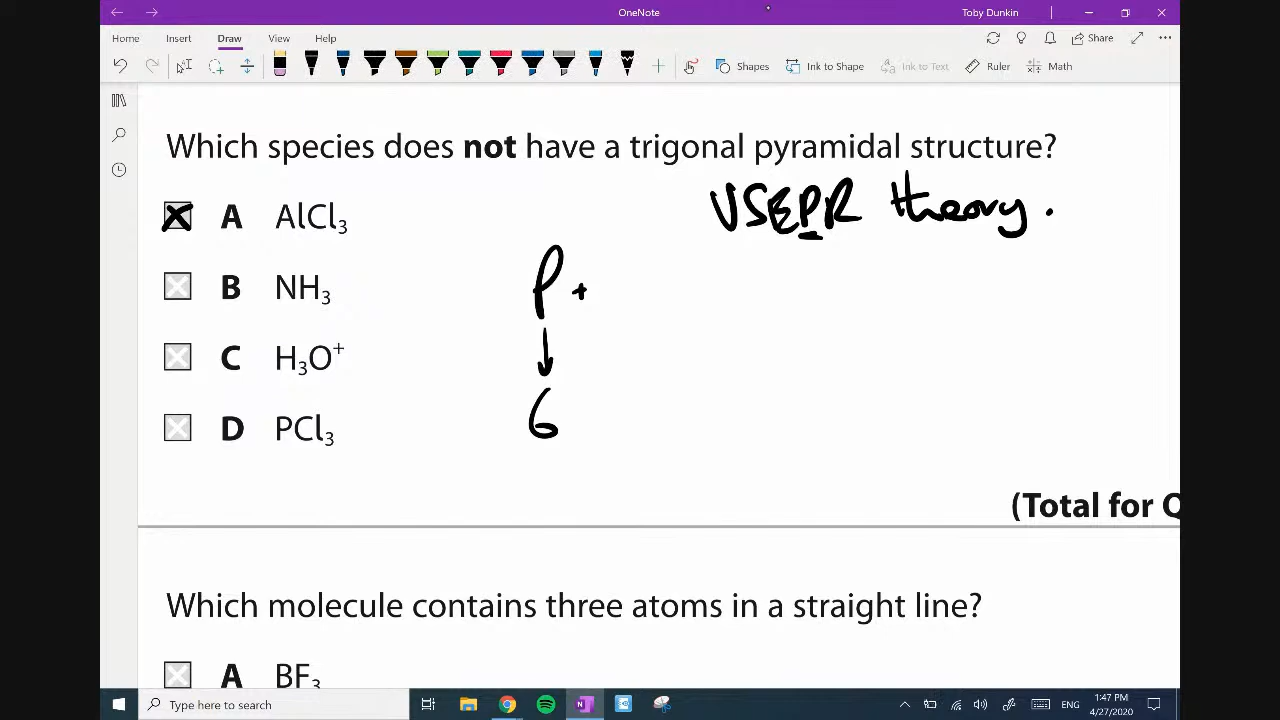 OneNote
Toby Dunkin
Home Insert Draw View
Share
Shapes Ink to Shape Ink to Text Ruler Math
Which species does not have a trigonal pyramidal structure?
VSEPR theory.
A AlCl₃
B NH₃
C H₃O⁺
D PCl₃
P +
↓
6
(Total for Q
Which molecule contains three atoms in a straight line?
A BF₃
Type here to search
ENG
1:47 PM
4/27/2020